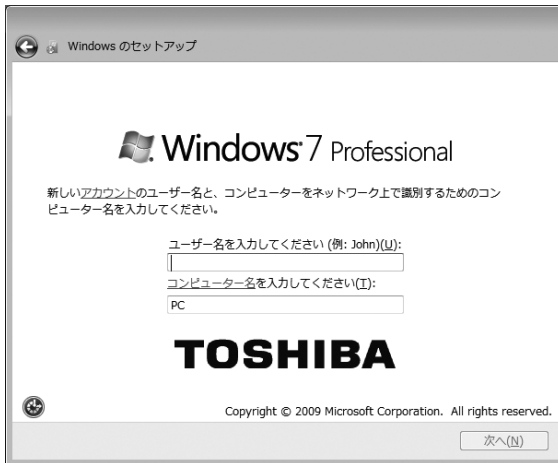 Windows のセットアップ
Windows 7 Professional
新しいアカウントのユーザー名と、コンピューターをネットワーク上で識別するためのコン
ピューター名を入力してください。
ユーザー名を入力してください (例: John)(U):
コンピューター名を入力してください(T):
PC
TOSHIBA
Copyright © 2009 Microsoft Corporation. All rights reserved.
次へ(N)